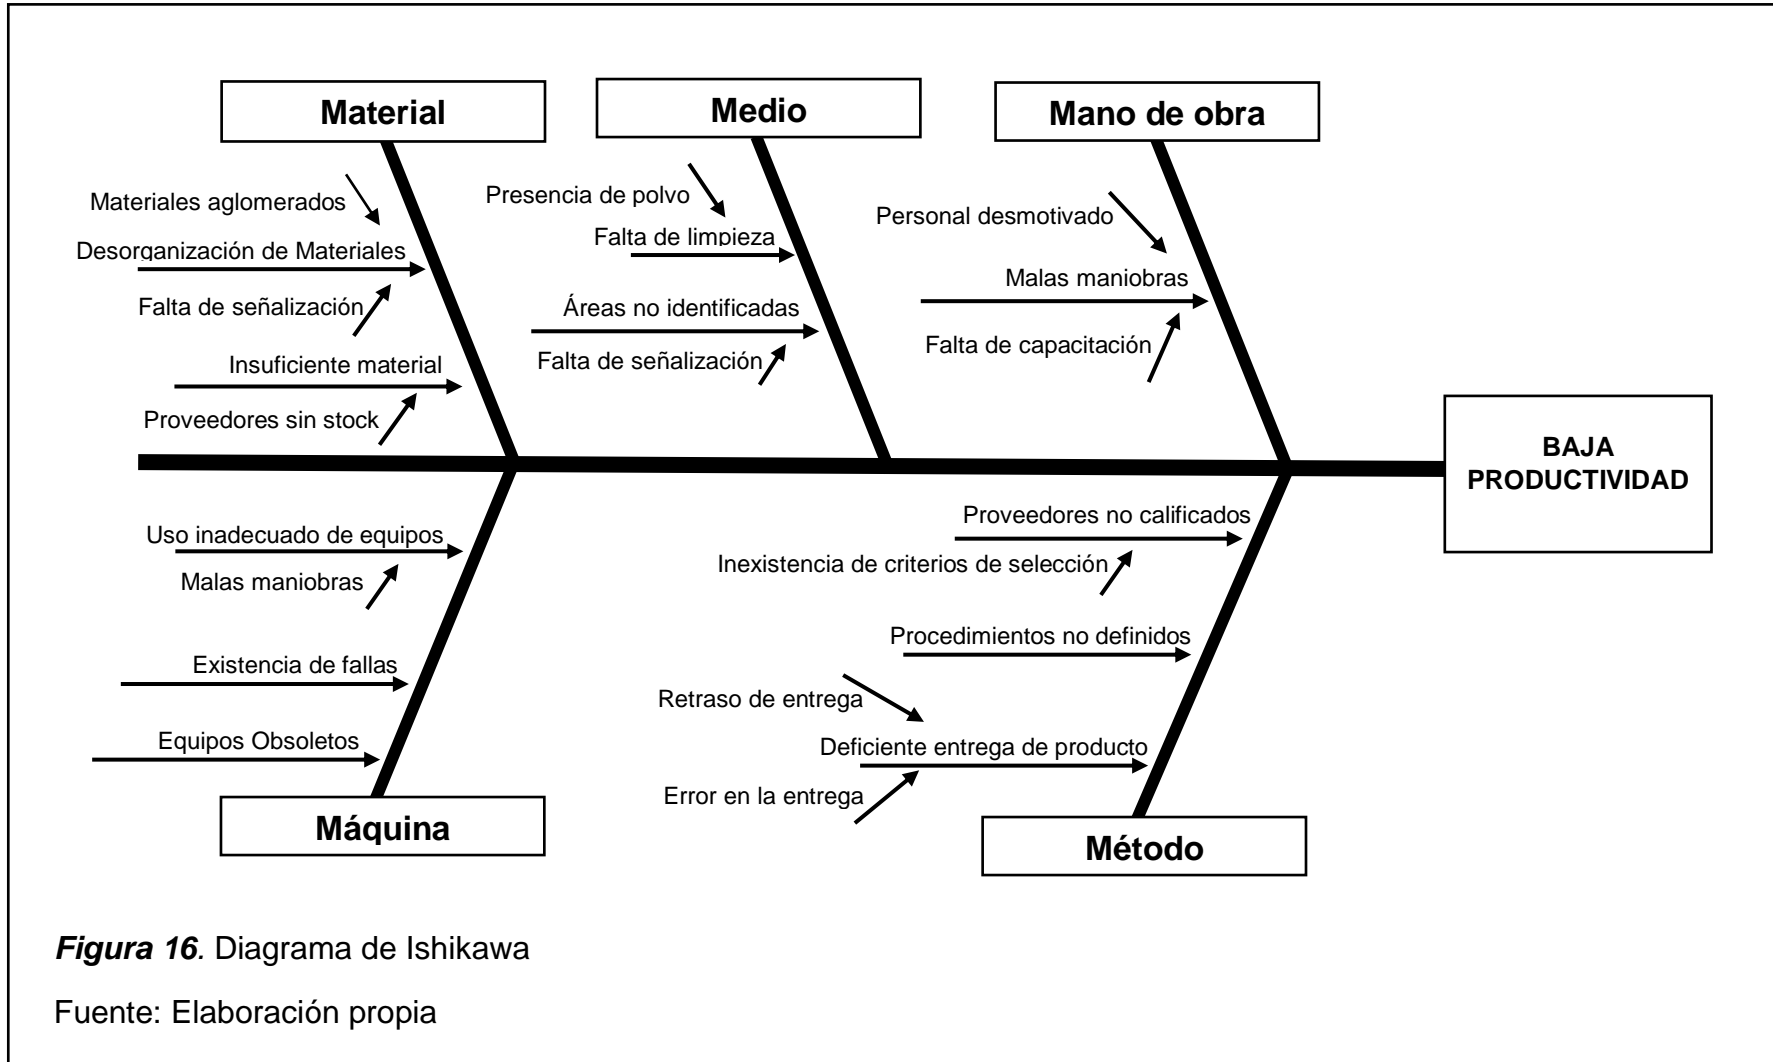 Material
Medio
Mano de obra
Materiales aglomerados
Desorganización de Materiales
Falta de señalización
Insuficiente material
Proveedores sin stock
Presencia de polvo
Falta de limpieza
Áreas no identificadas
Falta de señalización
Personal desmotivado
Malas maniobras
Falta de capacitación
BAJA
PRODUCTIVIDAD
Uso inadecuado de equipos
Malas maniobras
Existencia de fallas
Equipos Obsoletos
Máquina
Proveedores no calificados
Inexistencia de criterios de selección
Procedimientos no definidos
Retraso de entrega
Deficiente entrega de producto
Error en la entrega
Método
Figura 16. Diagrama de Ishikawa
Fuente: Elaboración propia